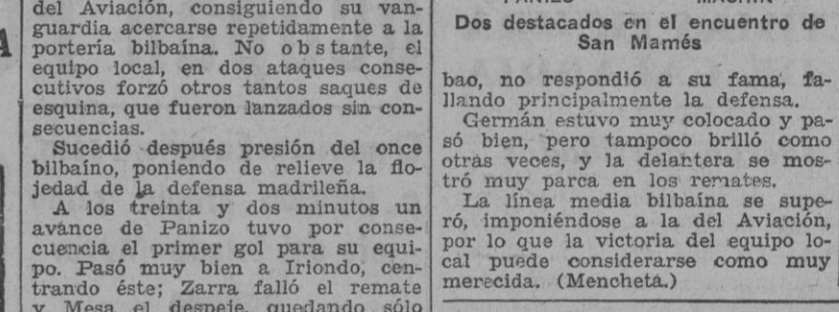 del Aviación, consiguiendo su van-
guardia acercarse repetidamente a la
portería bilbaína. No obstante, el
equipo local, en dos ataques conse-
cutivos forzó otros tantos saques de
esquina, que fueron lanzados sin con-
secuencias.
Sucedió después presión del once
bilbaíno, poniendo de relieve la flo-
jedad de la defensa madrileña.
A los treinta y dos minutos un
avance de Panizo tuvo por conse-
cuencia el primer gol para su equi-
po. Pasó muy bien a Iriondo, cen-
trando éste; Zarra falló el remate
y Mesa el despeje, quedando sólo
Dos destacados en el encuentro de
San Mamés
bao, no respondió a su fama, fa-
llando principalmente la defensa.
Germán estuvo muy colocado y pa-
só bien, pero tampoco brilló como
otras veces, y la delantera se mos-
tró muy parca en los remates.
La línea media bilbaína se supe-
ró, imponiéndose a la del Aviación,
por lo que la victoria del equipo lo-
cal puede considerarse como muy
merecida. (Mencheta.)